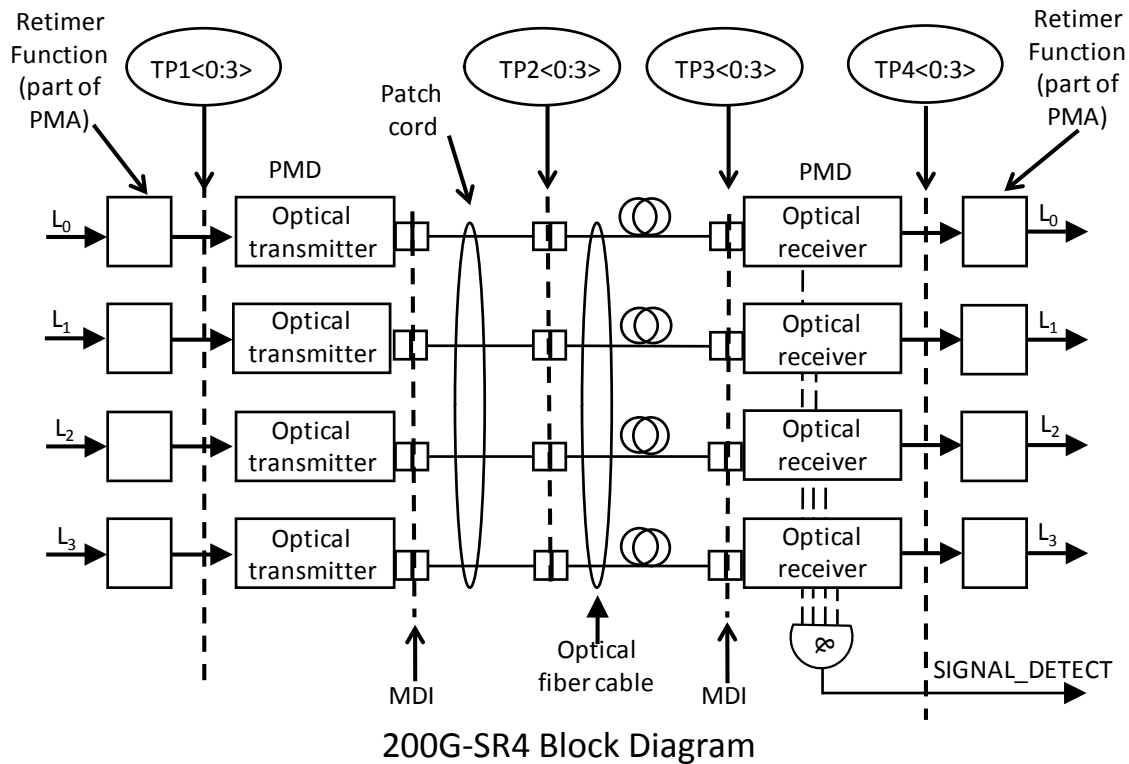 Retimer
Function
(part of
PMA)
TP1<0:3>
TP2<0:3>
TP3<0:3>
TP4<0:3>
Retimer
Function
(part of
PMA)
Patch
cord
PMD
PMD
L0
Optical
transmitter
Optical
receiver
L0
L1
Optical
transmitter
Optical
receiver
L1
L2
Optical
transmitter
Optical
receiver
L2
L3
Optical
transmitter
Optical
receiver
L3
MDI
Optical
fiber cable
MDI
&
SIGNAL_DETECT
200G-SR4 Block Diagram